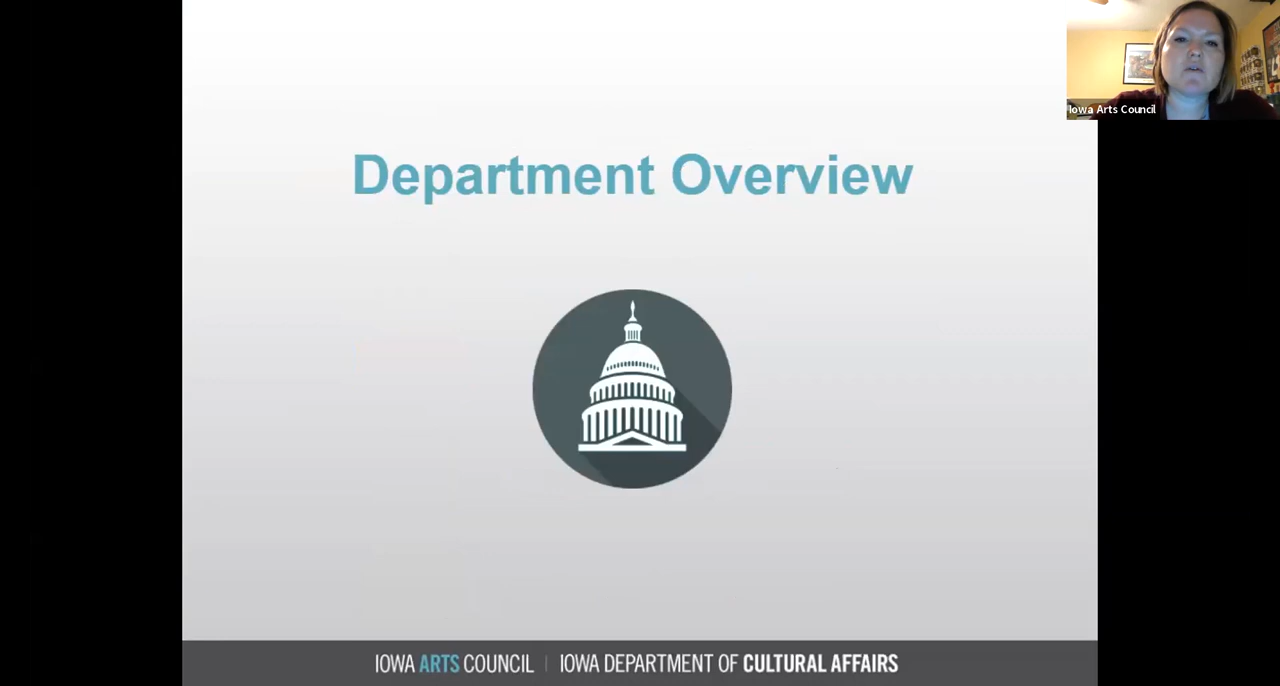 Iowa Arts Council
Department Overview
IOWA ARTS COUNCIL | IOWA DEPARTMENT OF CULTURAL AFFAIRS